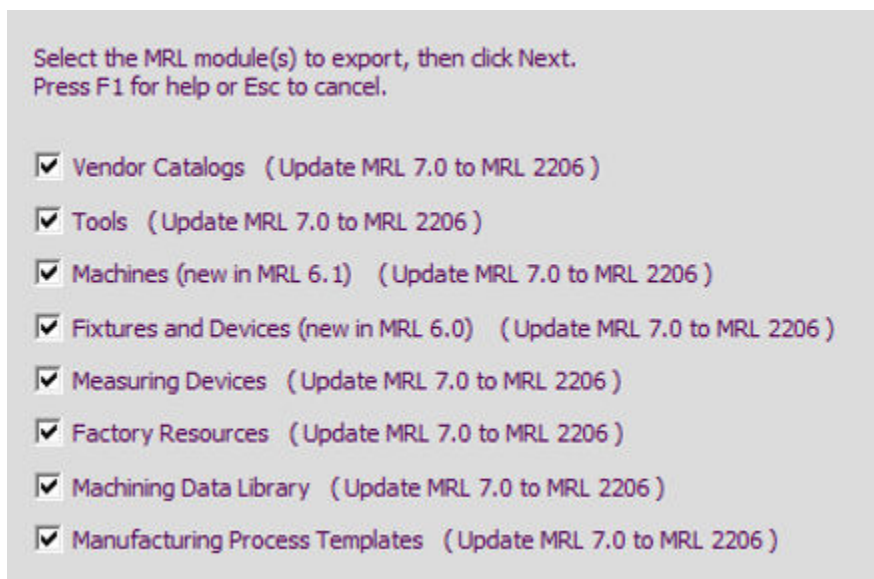 Select the MRL module(s) to export, then click Next.
Press F1 for help or Esc to cancel.
Vendor Catalogs (Update MRL 7.0 to MRL 2206 )
Tools (Update MRL 7.0 to MRL 2206 )
Machines (new in MRL 6.1) (Update MRL 7.0 to MRL 2206 )
Fixtures and Devices (new in MRL 6.0) (Update MRL 7.0 to MRL 2206 )
Measuring Devices (Update MRL 7.0 to MRL 2206 )
Factory Resources (Update MRL 7.0 to MRL 2206 )
Machining Data Library (Update MRL 7.0 to MRL 2206 )
Manufacturing Process Templates (Update MRL 7.0 to MRL 2206 )